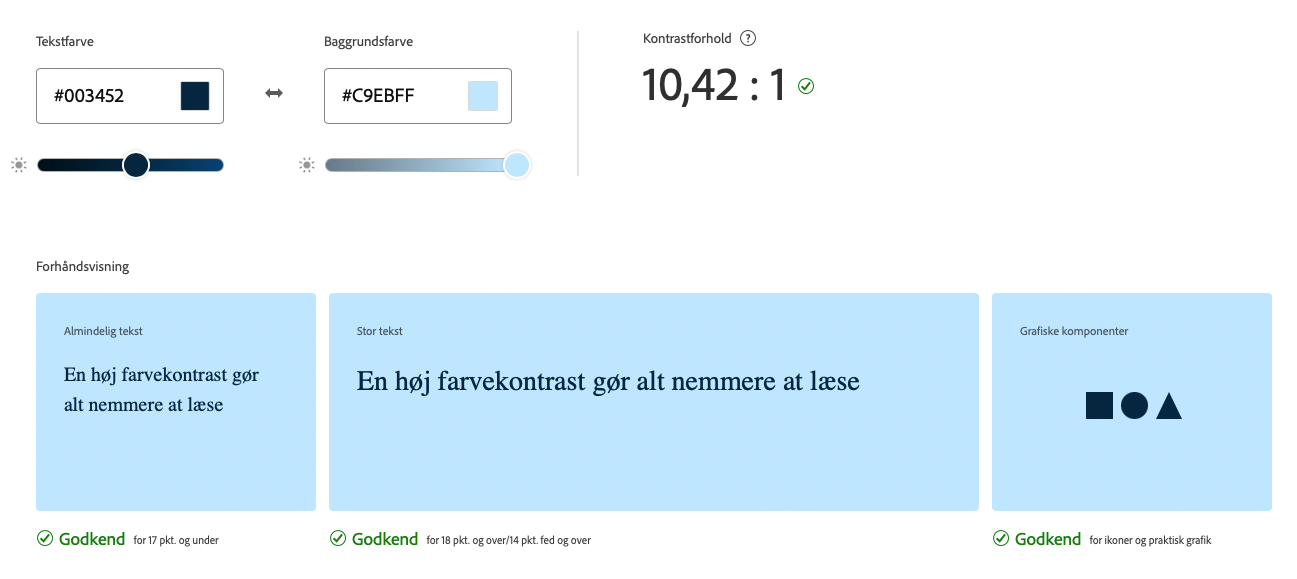 Tekstfarve
Baggrundsfarve
Kontrastforhold ?
#003452
#C9EBFF
10,42 : 1
Forhåndsvisning
Almindelig tekst
En høj farvekontrast gør
alt nemmere at læse
Stor tekst
En høj farvekontrast gør alt nemmere at læse
Grafiske komponenter
Godkend for 17 pkt. og under
Godkend for 18 pkt. og over/14 pkt. fed og over
Godkend for ikoner og praktisk grafik